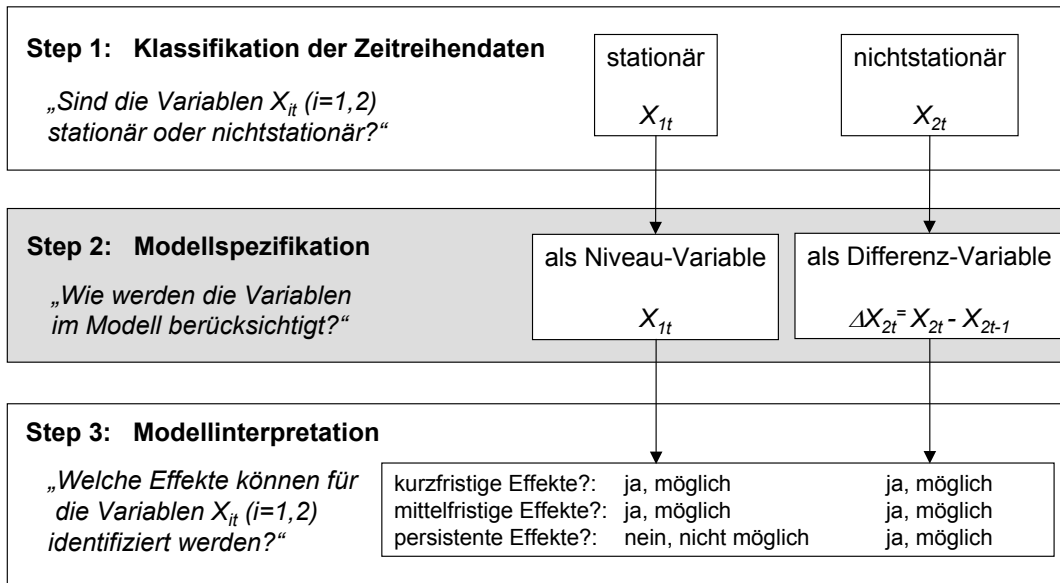 Step 1: Klassifikation der Zeitreihendaten
„Sind die Variablen X_it (i=1,2)
stationär oder nichtstationär?“
stationär
X_1t
nichtstationär
X_2t
Step 2: Modellspezifikation
„Wie werden die Variablen
im Modell berücksichtigt?“
als Niveau-Variable
X_1t
als Differenz-Variable
ΔX_2t = X_2t - X_2t-1
Step 3: Modellinterpretation
„Welche Effekte können für
die Variablen X_it (i=1,2)
identifiziert werden?“
kurzfristige Effekte?: ja, möglich ja, möglich
mittelfristige Effekte?: ja, möglich ja, möglich
persistente Effekte?: nein, nicht möglich ja, möglich